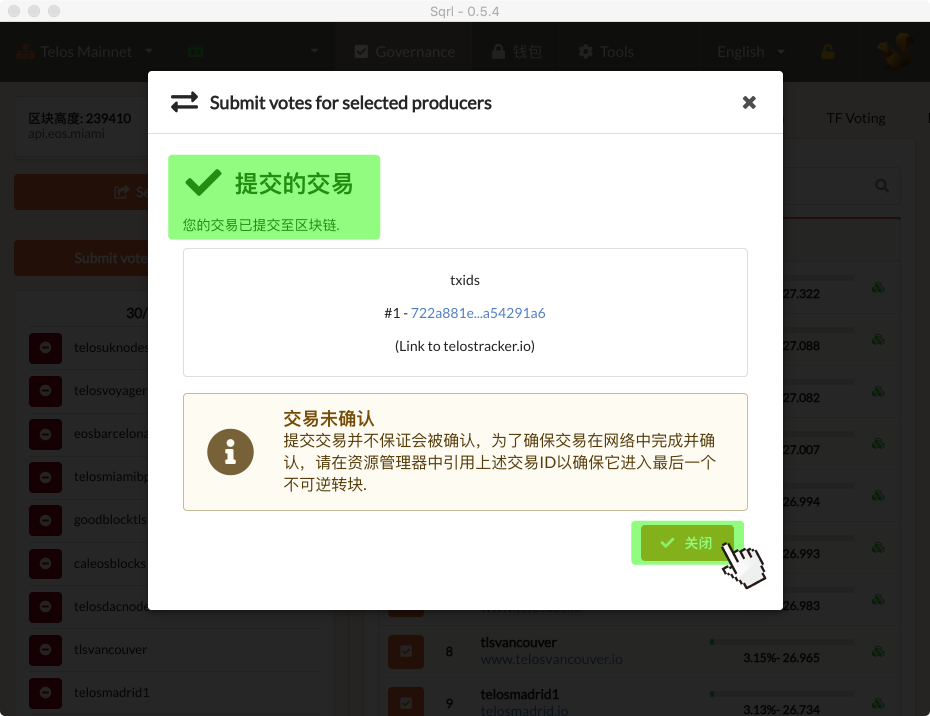 Sqrl - 0.5.4
Telos Mainnet
Governance
钱包
Tools
English
区块高度: 239410
api.eos.miami
TF Voting
Submit votes for selected producers
提交的交易
您的交易已提交至区块链.
Submit vote
txids
#1 - 722a881e...a54291a6
(Link to telostracker.io)
交易未确认
提交交易并不保证会被确认，为了确保交易在网络中完成并确
认，请在资源管理器中引用上述交易ID以确保它进入最后一个
不可逆转块.
关闭
30/
telosuknodes
telosvoyager
eosbarcelona
telosmiamibp
goodblocktls
caleosblocks
telosdacnode
tlsvancouver
telosmadrid1
27.322
27.088
27.082
27.007
26.994
26.993
26.983
8
tlsvancouver
www.telosvancouver.io
3.15%- 26.965
9
telosmadrid1
telosmadrid.io
3.13%- 26.734